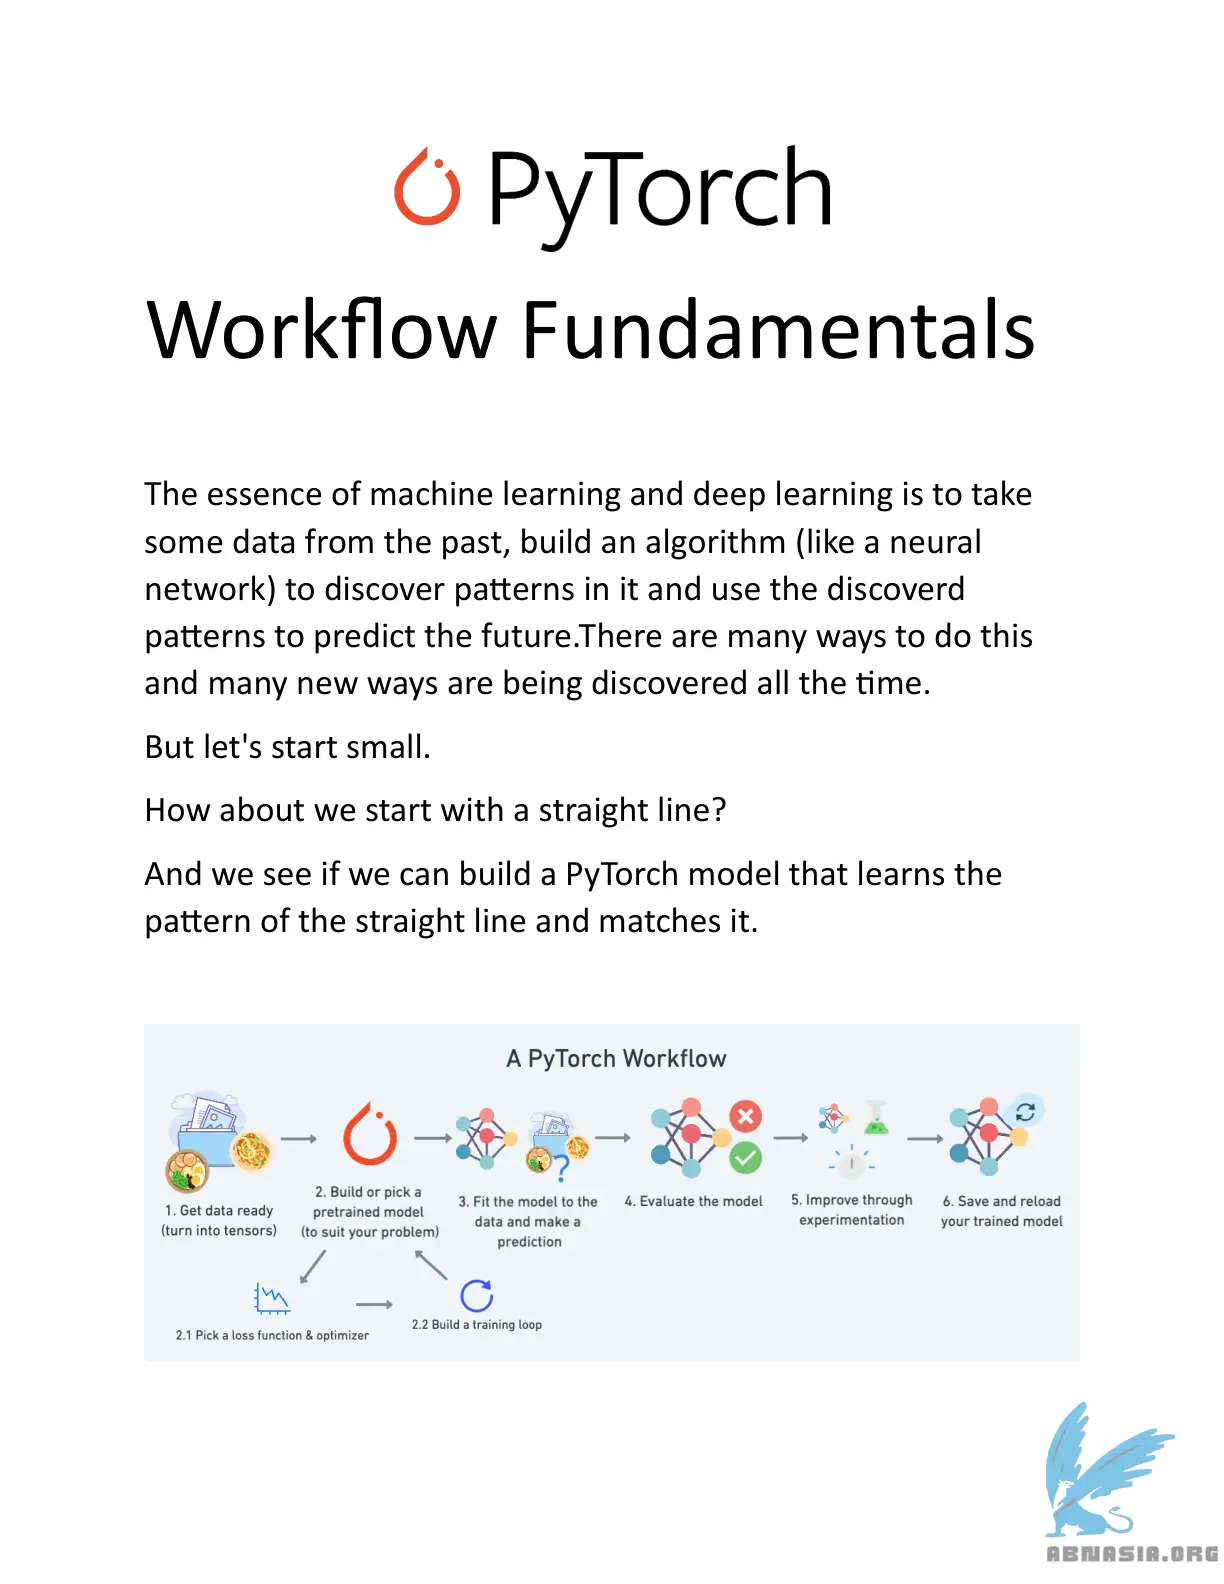 PyTorch
Workflow Fundamentals
The essence of machine learning and deep learning is to take
some data from the past, build an algorithm (like a neural
network) to discover patterns in it and use the discoverd
patterns to predict the future.There are many ways to do this
and many new ways are being discovered all the time.
But let's start small.
How about we start with a straight line?
And we see if we can build a PyTorch model that learns the
pattern of the straight line and matches it.
A PyTorch Workflow
1. Get data ready
(turn into tensors)
2. Build or pick a
pretrained model
(to suit your problem)
3. Fit the model to the
data and make a
prediction
4. Evaluate the model
5. Improve through
experimentation
6. Save and reload
your trained model
2.1 Pick a loss function & optimizer
2.2 Build a training loop
ABNASIA.ORG